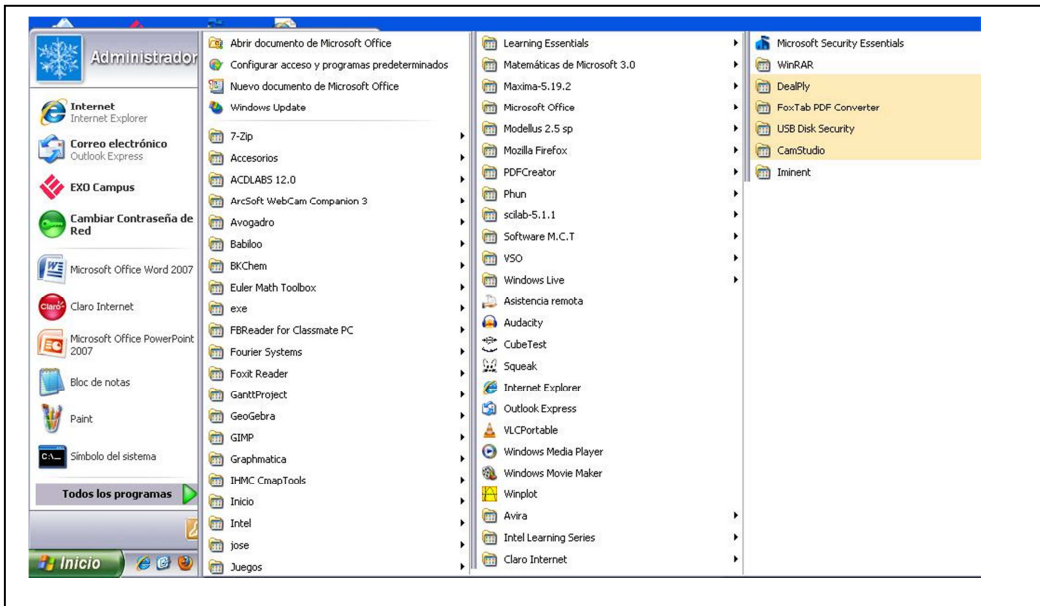 Administrador
Internet
Internet Explorer
Correo electrónico
Outlook Express
EXO Campus
Cambiar Contraseña de
Red
Microsoft Office Word 2007
Claro Internet
Microsoft Office PowerPoint
2007
Bloc de notas
Paint
Símbolo del sistema
Todos los programas
Inicio
Abrir documento de Microsoft Office
Configurar acceso y programas predeterminados
Nuevo documento de Microsoft Office
Windows Update
7-Zip
Accesorios
ACDLABS 12.0
ArcSoft WebCam Companion 3
Avogadro
Babiloo
BKChem
Euler Math Toolbox
exe
FBReader for Classmate PC
Fourier Systems
Foxit Reader
GanttProject
GeoGebra
GIMP
Graphmatica
IHMC CmapTools
Inicio
Intel
jose
Juegos
Learning Essentials
Matemáticas de Microsoft 3.0
Maxima-5.19.2
Microsoft Office
Modellus 2.5 sp
Mozilla Firefox
PDFCreator
Phun
scilab-5.1.1
Software M.C.T
VSO
Windows Live
Asistencia remota
Audacity
CubeTest
Squeak
Internet Explorer
Outlook Express
VLCPortable
Windows Media Player
Windows Movie Maker
Winplot
Avira
Intel Learning Series
Claro Internet
Microsoft Security Essentials
WinRAR
DealPly
FoxTab PDF Converter
USB Disk Security
CamStudio
Iminent